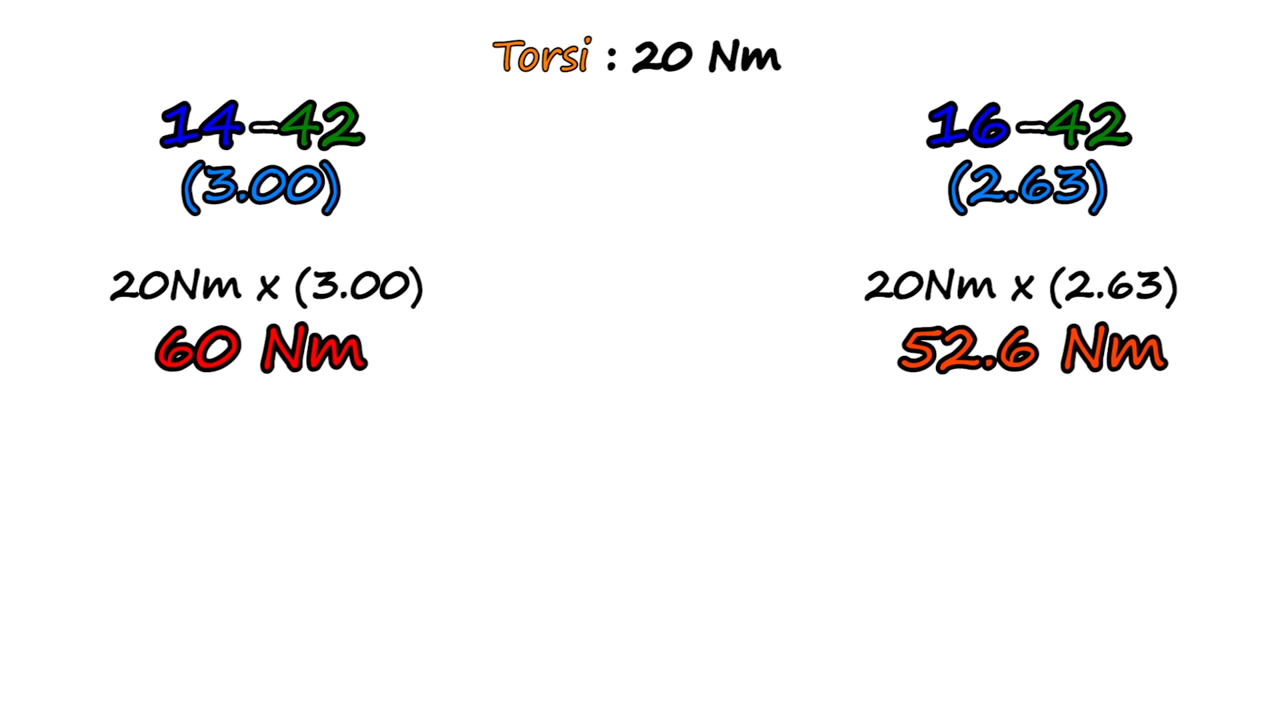 Torsi : 20 Nm
14-42
(3.00)
20Nm x (3.00)
60 Nm
16-42
(2.63)
20Nm x (2.63)
52.6 Nm